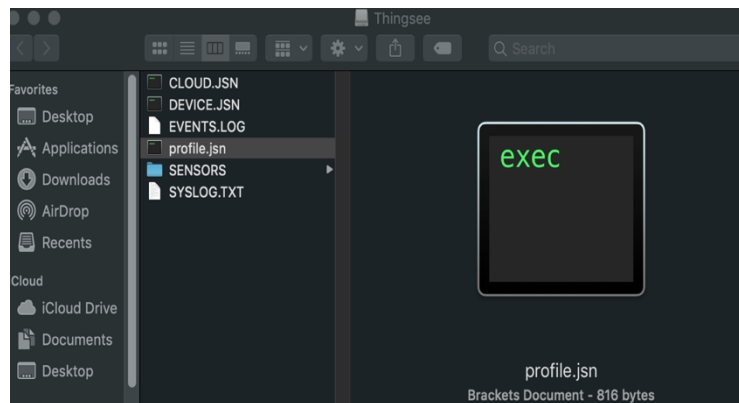 Thingsee
Search
Favorites
Desktop
Applications
Downloads
AirDrop
Recents
iCloud
iCloud Drive
Documents
Desktop
CLOUD.JSN
DEVICE.JSN
EVENTS.LOG
profile.jsn
SENSORS
SYSLOG.TXT
exec
profile.jsn
Brackets Document - 816 bytes